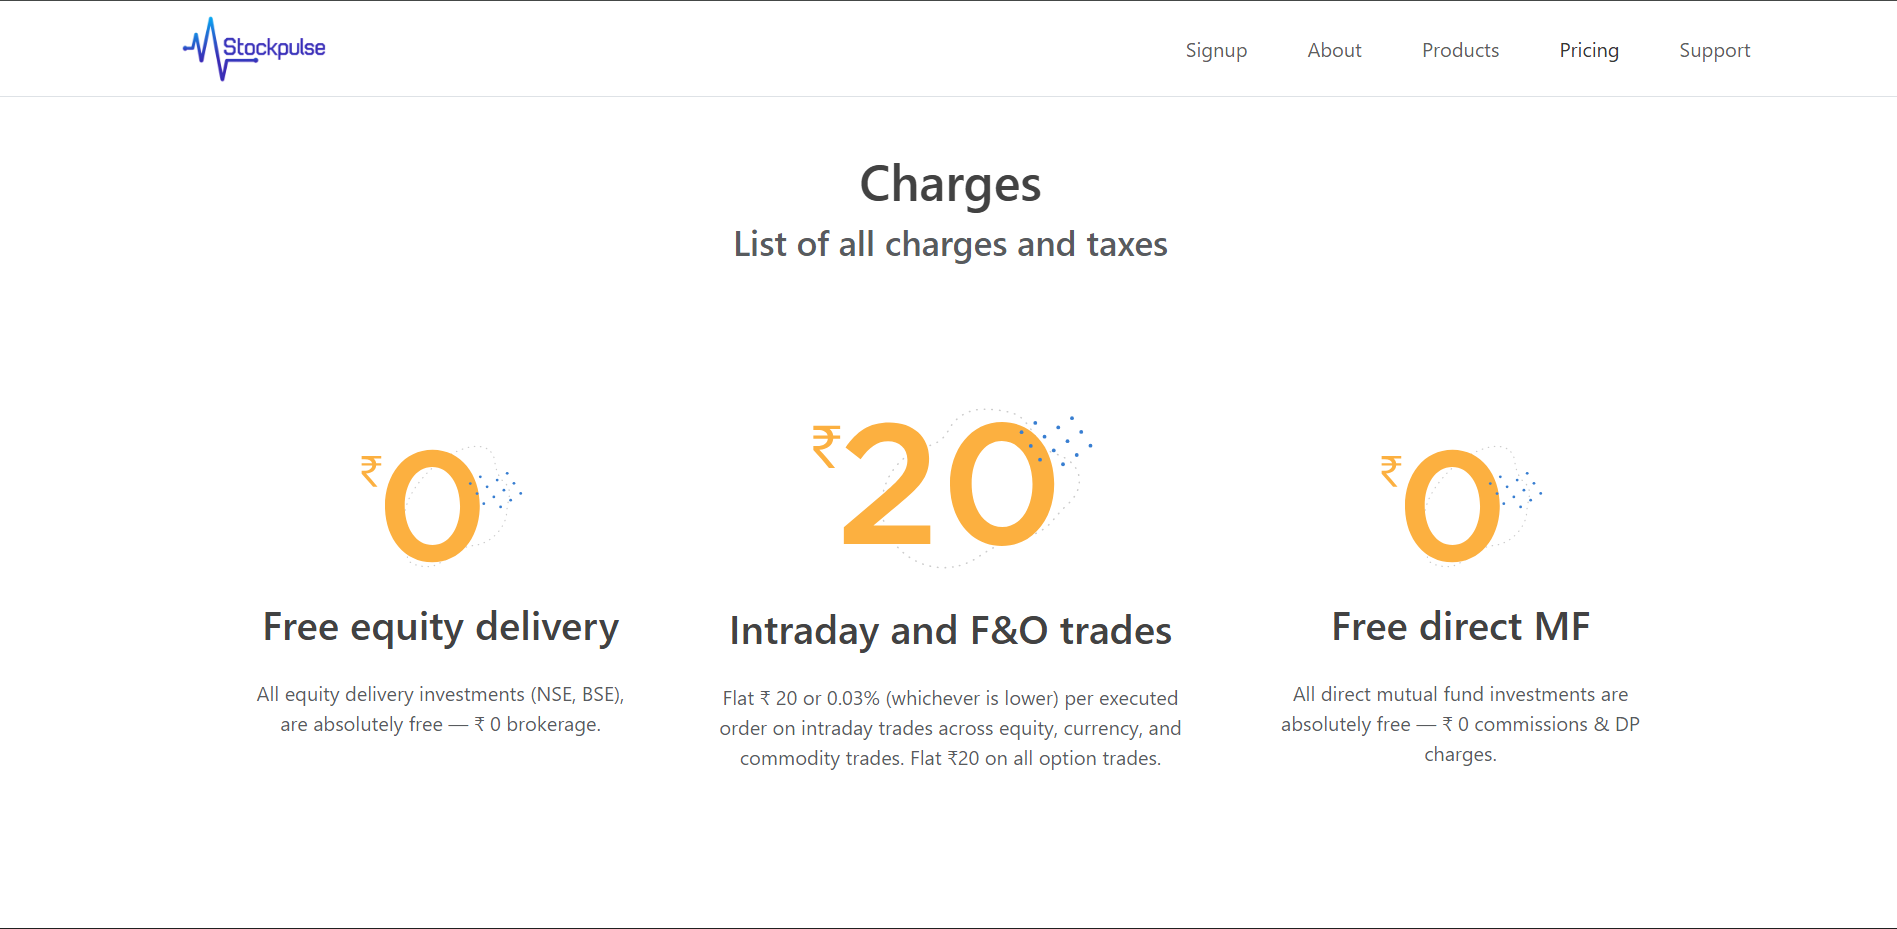 Stockpulse
Signup About Products Pricing Support
Charges
List of all charges and taxes
₹0
₹20
₹0
Free equity delivery
All equity delivery investments (NSE, BSE),
are absolutely free — ₹ 0 brokerage.
Intraday and F&O trades
Flat ₹ 20 or 0.03% (whichever is lower) per executed
order on intraday trades across equity, currency, and
commodity trades. Flat ₹20 on all option trades.
Free direct MF
All direct mutual fund investments are
absolutely free — ₹ 0 commissions & DP
charges.